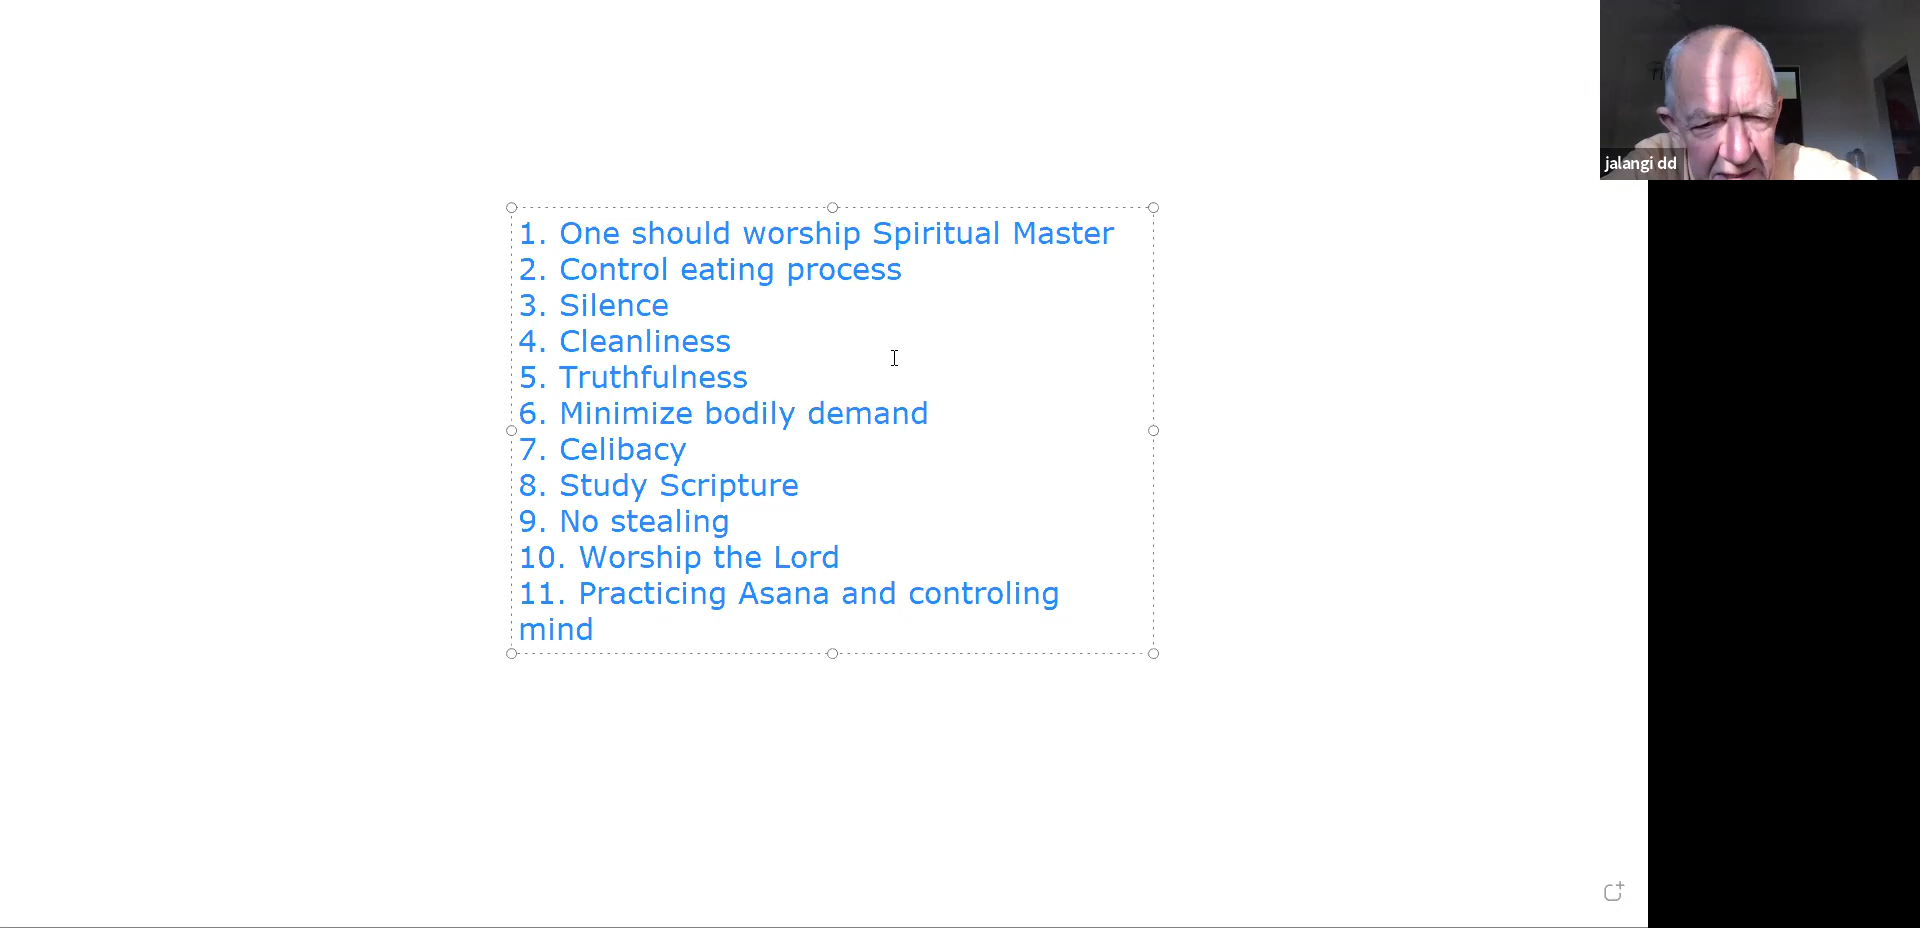 jalangi dd
1. One should worship Spiritual Master
2. Control eating process
3. Silence
4. Cleanliness
5. Truthfulness
6. Minimize bodily demand
7. Celibacy
8. Study Scripture
9. No stealing
10. Worship the Lord
11. Practicing Asana and controling
mind